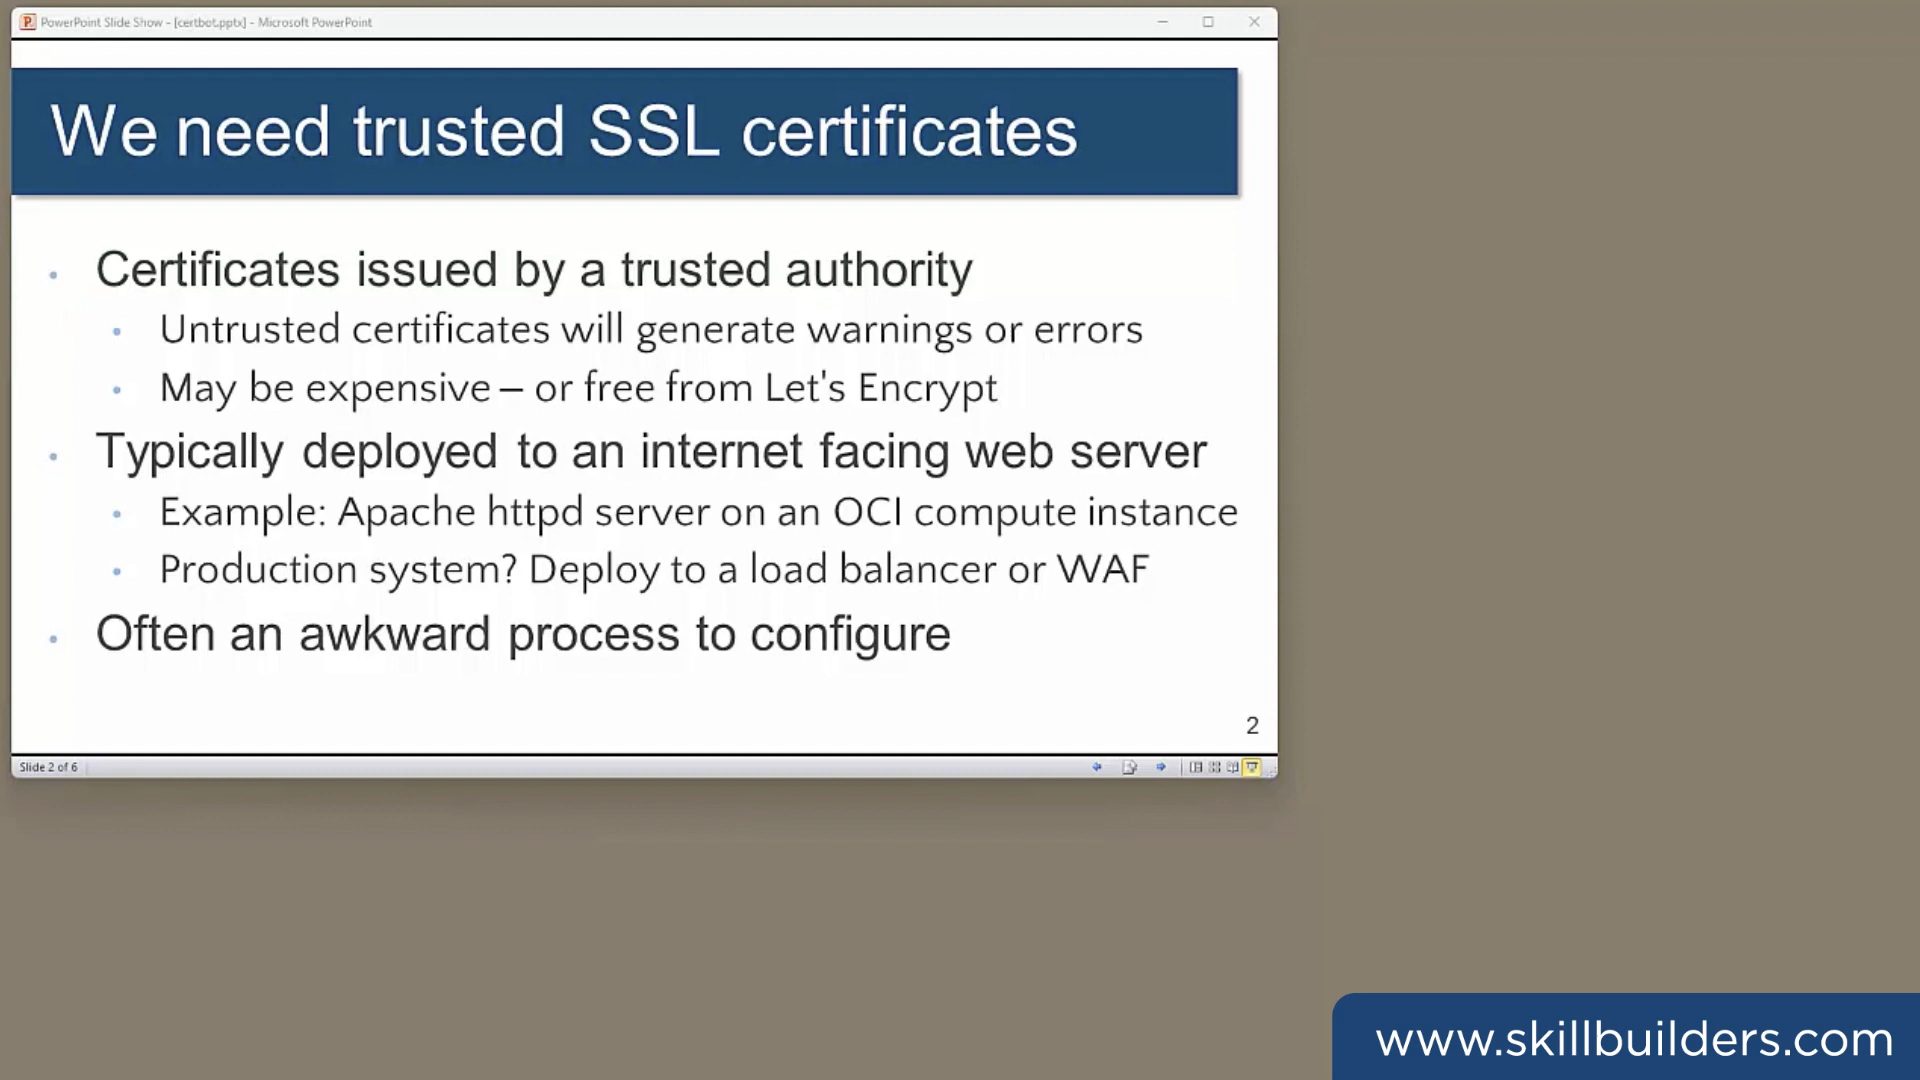 PowerPoint Slide Show - [certbot.pptx] - Microsoft PowerPoint
We need trusted SSL certificates
Certificates issued by a trusted authority
Untrusted certificates will generate warnings or errors
May be expensive – or free from Let's Encrypt
Typically deployed to an internet facing web server
Example: Apache httpd server on an OCI compute instance
Production system? Deploy to a load balancer or WAF
Often an awkward process to configure
2
Slide 2 of 6
www.skillbuilders.com